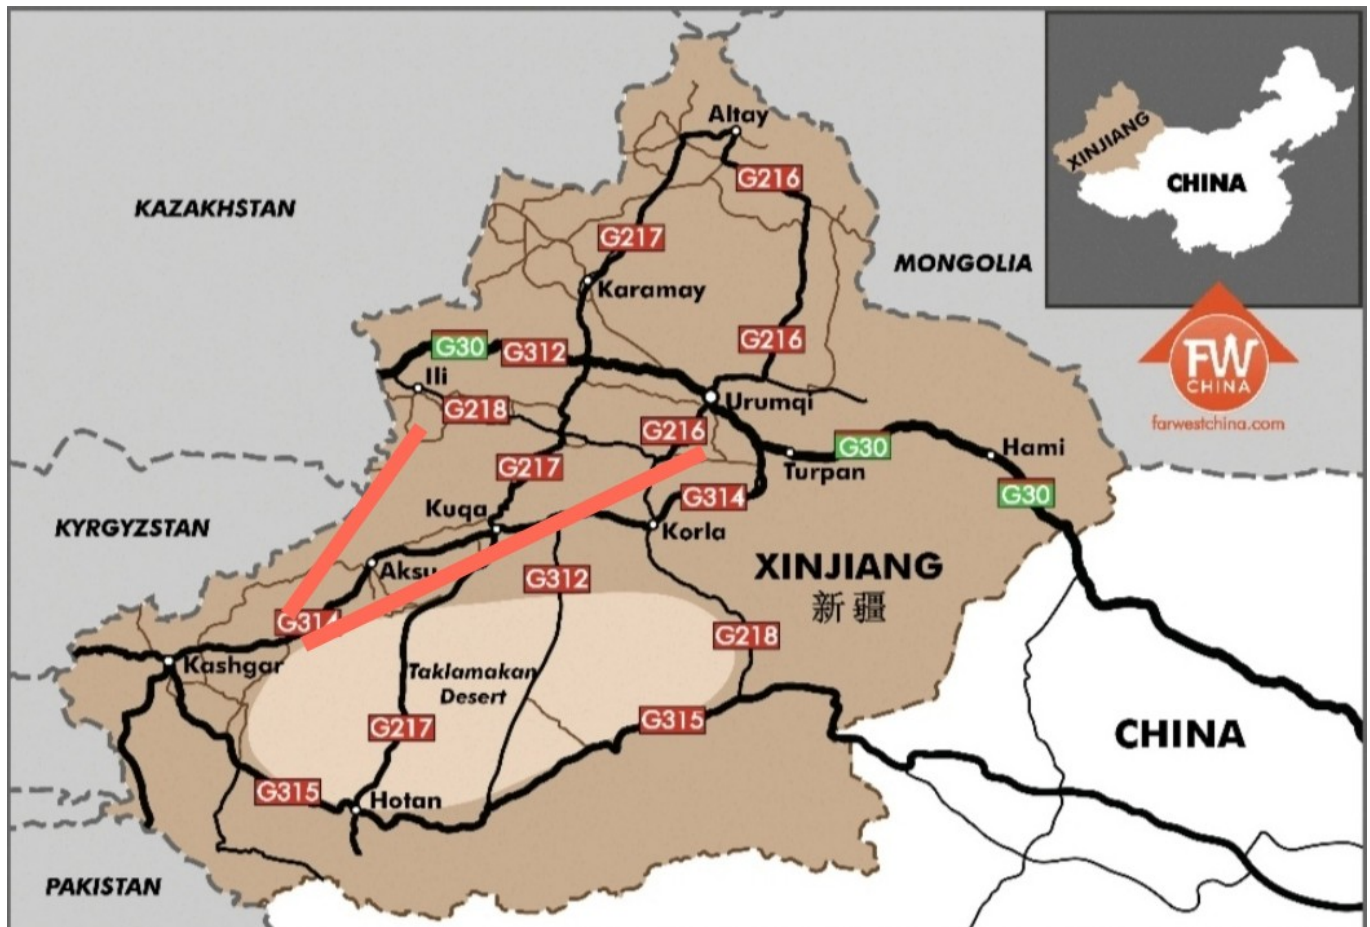 Altay
G216
XINJIANG
CHINA
KAZAKHSTAN
G217
MONGOLIA
Karamay
G216
G30
G312
FW
CHINA
farwestchina.com
Ili
G218
Urumqi
G216
G30
Hami
Turpan
G217
G314
G30
Kuqa
Korla
KYRGYZSTAN
Aksu
G312
XINJIANG
新疆
G314
G218
Kashgar
Taklamakan
Desert
G217
G315
CHINA
G315
Hotan
PAKISTAN